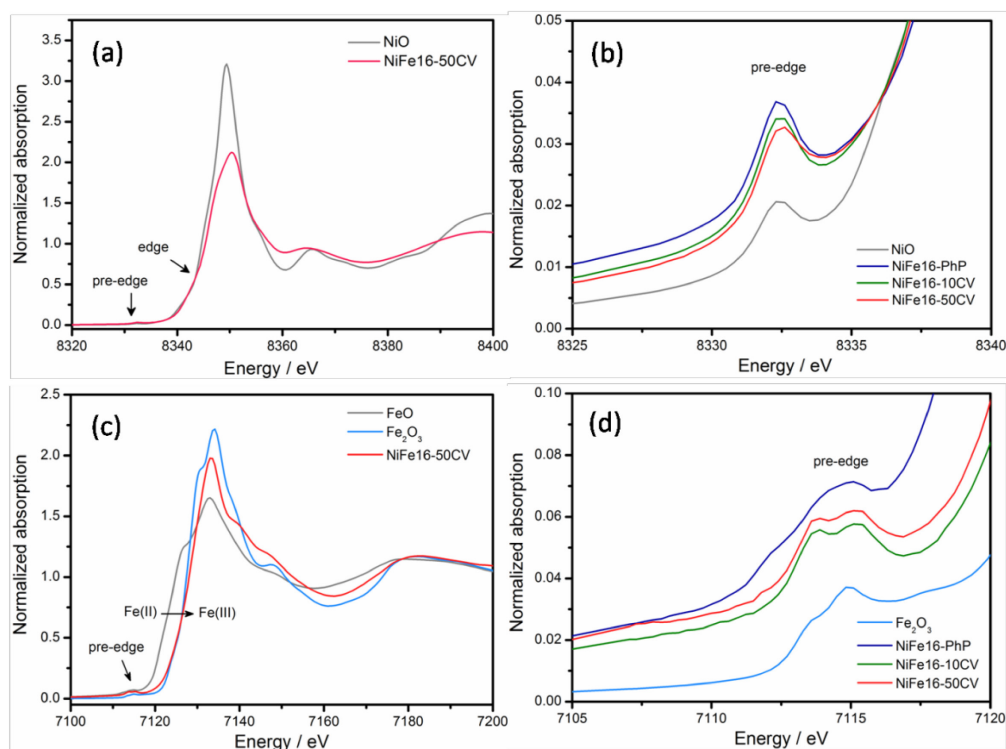 (a)
NiO
NiFe16-50CV
Normalized absorption
3.5
3.0
2.5
2.0
1.5
1.0
0.5
0.0
edge
pre-edge
8320
8340
8360
8380
8400
Energy / eV
(b)
pre-edge
Normalized absorption
0.05
0.04
0.03
0.02
0.01
0.00
NiO
NiFe16-PhP
NiFe16-10CV
NiFe16-50CV
8325
8330
8335
8340
Energy / eV
(c)
FeO
Fe2O3
NiFe16-50CV
Normalized absorption
2.5
2.0
1.5
1.0
0.5
0.0
Fe(II)
Fe(III)
pre-edge
7100
7120
7140
7160
7180
7200
Energy / eV
(d)
pre-edge
Normalized absorption
0.10
0.08
0.06
0.04
0.02
0.00
Fe2O3
NiFe16-PhP
NiFe16-10CV
NiFe16-50CV
7105
7110
7115
7120
Energy / eV